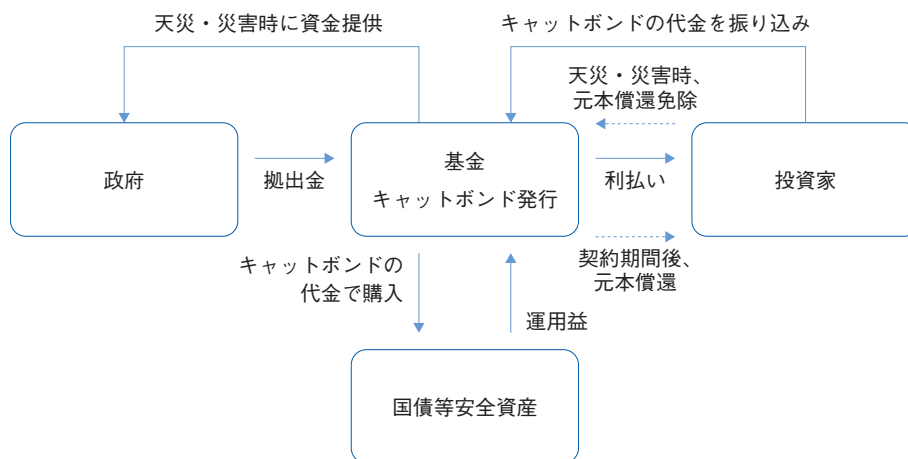 天災・災害時に資金提供
キャットボンドの代金を振り込み
天災・災害時、
元本償還免除
政府
拠出金
基金
キャットボンド発行
利払い
投資家
契約期間後、
元本償還
キャットボンドの
代金で購入
運用益
国債等安全資産